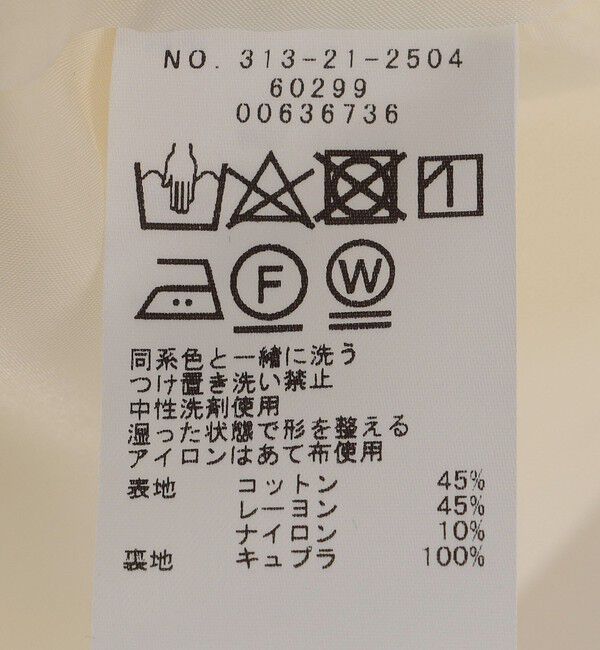 NO. 313-21-2504
60299
00636736
F W
同系色と一緒に洗う
つけ置き洗い禁止
中性洗剤使用
湿った状態で形を整える
アイロンはあて布使用
表地 コットン 45%
レーヨン 45%
ナイロン 10%
裏地 キュプラ 100%